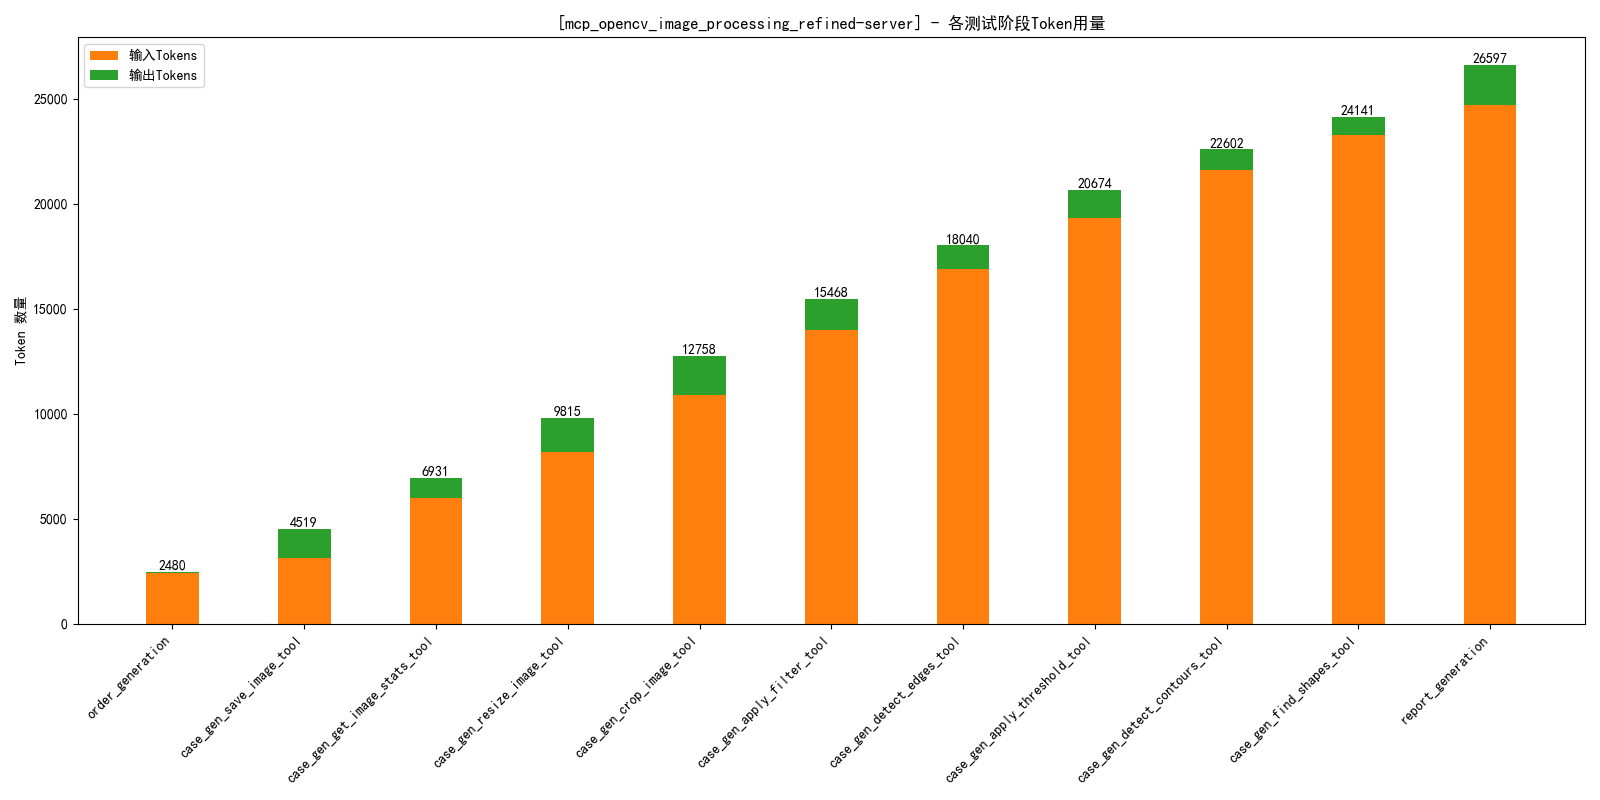 [mcp_opencv_image_processing_refined-server] - 各测试阶段Token用量
输入Tokens
输出Tokens
Token 数量
25000
20000
15000
10000
5000
0
2480
4519
6931
9815
12758
15468
18040
20674
22602
24141
26597
order_generation
case_gen_save_image_tool
case_gen_get_image_stats_tool
case_gen_resize_image_tool
case_gen_crop_image_tool
case_gen_apply_filter_tool
case_gen_detect_edges_tool
case_gen_apply_threshold_tool
case_gen_detect_contours_tool
case_gen_find_shapes_tool
report_generation